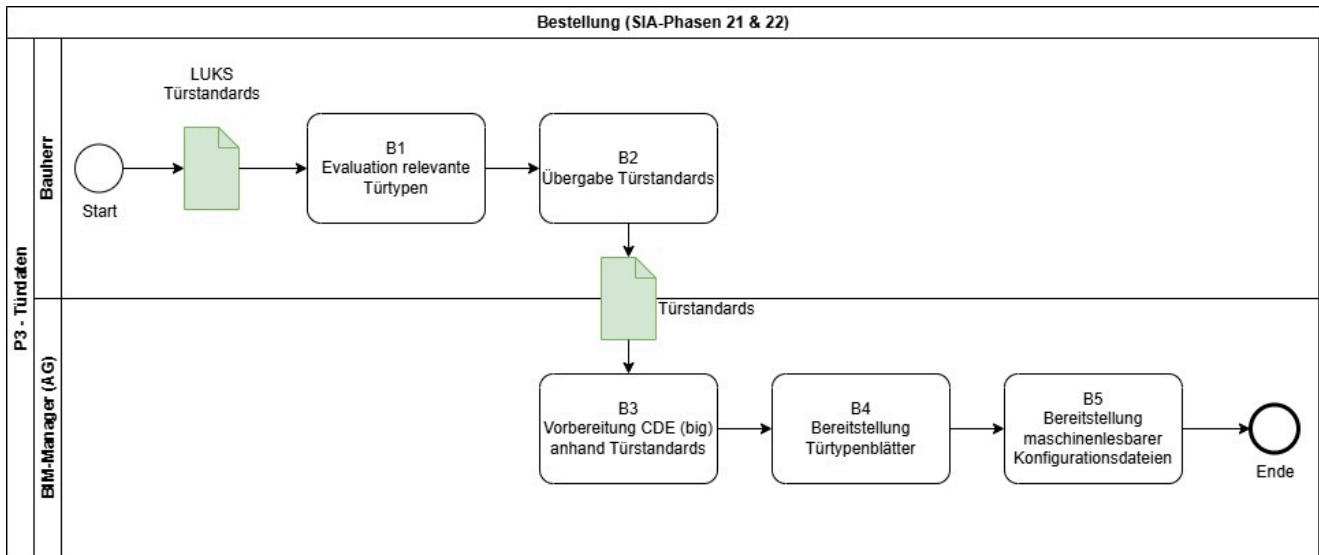 Bestellung (SIA-Phasen 21 & 22)
P3 - Türdaten
Bauherr
LUKS
Türstandards
Start
B1
Evaluation relevante
Türtypen
B2
Übergabe Türstandards
Türstandards
BIM-Manager (AG)
B3
Vorbereitung CDE (big)
anhand Türstandards
B4
Bereitstellung
Türtypenblätter
B5
Bereitstellung
maschinenlesbarer
Konfigurationsdateien
Ende